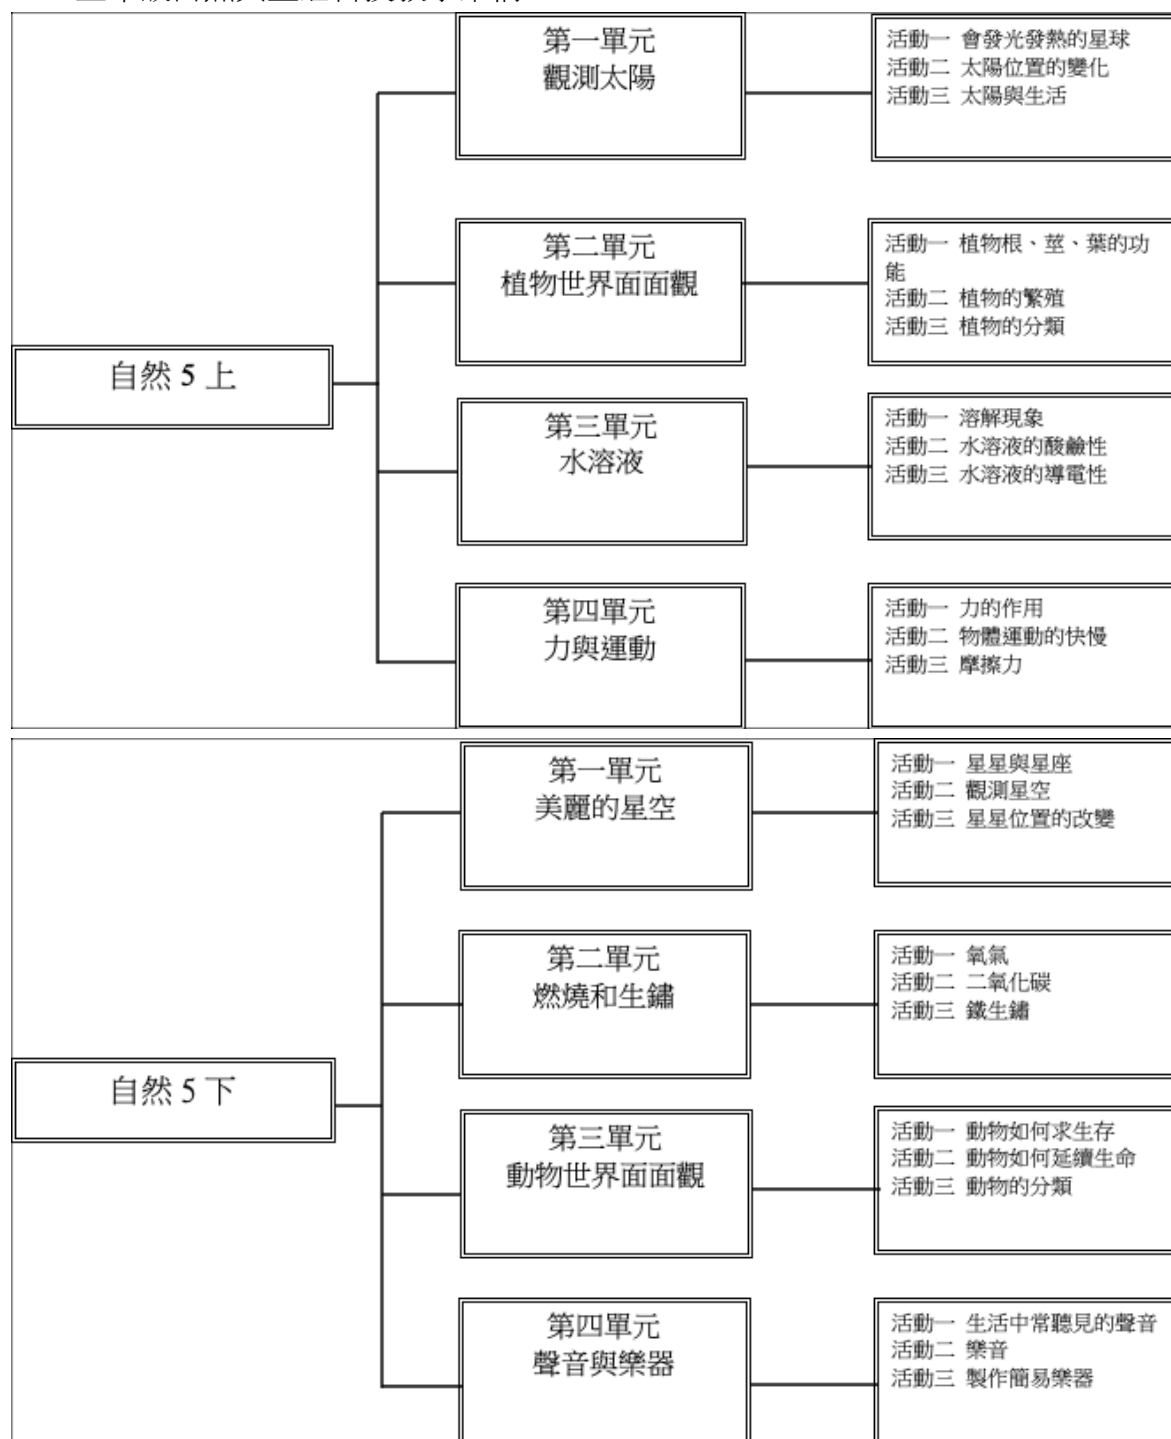 自然 5 上
第一單元
觀測太陽
活動一 會發光發熱的星球
活動二 太陽位置的變化
活動三 太陽與生活
第二單元
植物世界面面觀
活動一 植物根、莖、葉的功
能
活動二 植物的繁殖
活動三 植物的分類
第三單元
水溶液
活動一 溶解現象
活動二 水溶液的酸鹼性
活動三 水溶液的導電性
第四單元
力與運動
活動一 力的作用
活動二 物體運動的快慢
活動三 摩擦力
自然 5 下
第一單元
美麗的星空
活動一 星星與星座
活動二 觀測星空
活動三 星星位置的改變
第二單元
燃燒和生鏽
活動一 氧氣
活動二 二氧化碳
活動三 鐵生鏽
第三單元
動物世界面面觀
活動一 動物如何求生存
活動二 動物如何延續生命
活動三 動物的分類
第四單元
聲音與樂器
活動一 生活中常聽見的聲音
活動二 樂音
活動三 製作簡易樂器